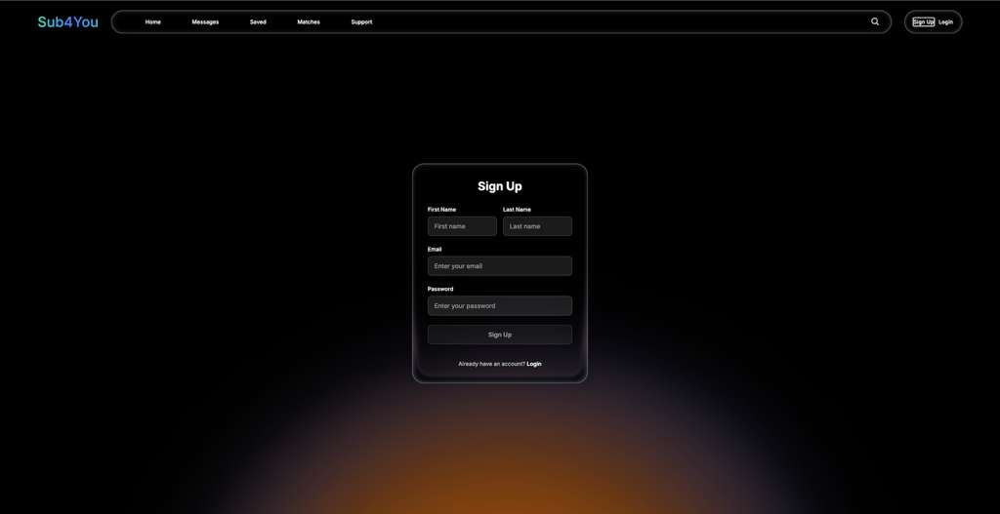 Sub4You
Home Messages Saved Matches Support
Sign Up Login
Sign Up
First Name Last Name
First name Last name
Email
Enter your email
Password
Enter your password
Sign Up
Already have an account? Login